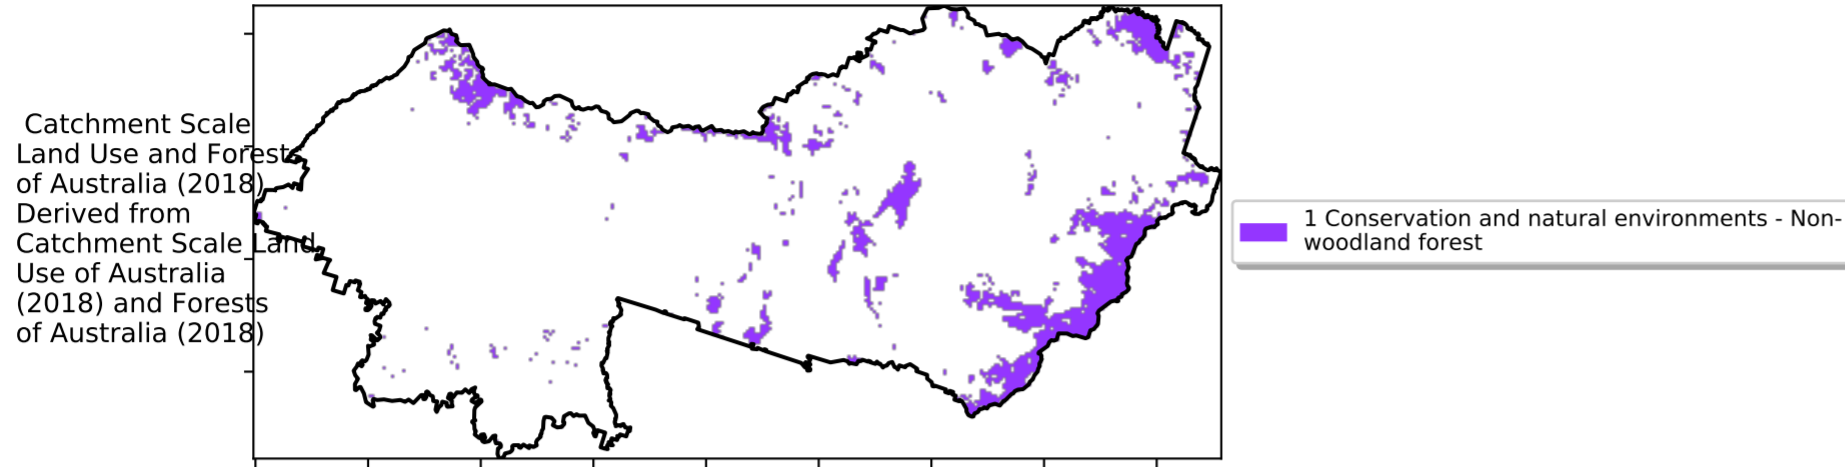 Catchment Scale
Land Use and Forests
of Australia (2018)
Derived from
Catchment Scale Land
Use of Australia
(2018) and Forests
of Australia (2018)
1 Conservation and natural environments - Non-
woodland forest